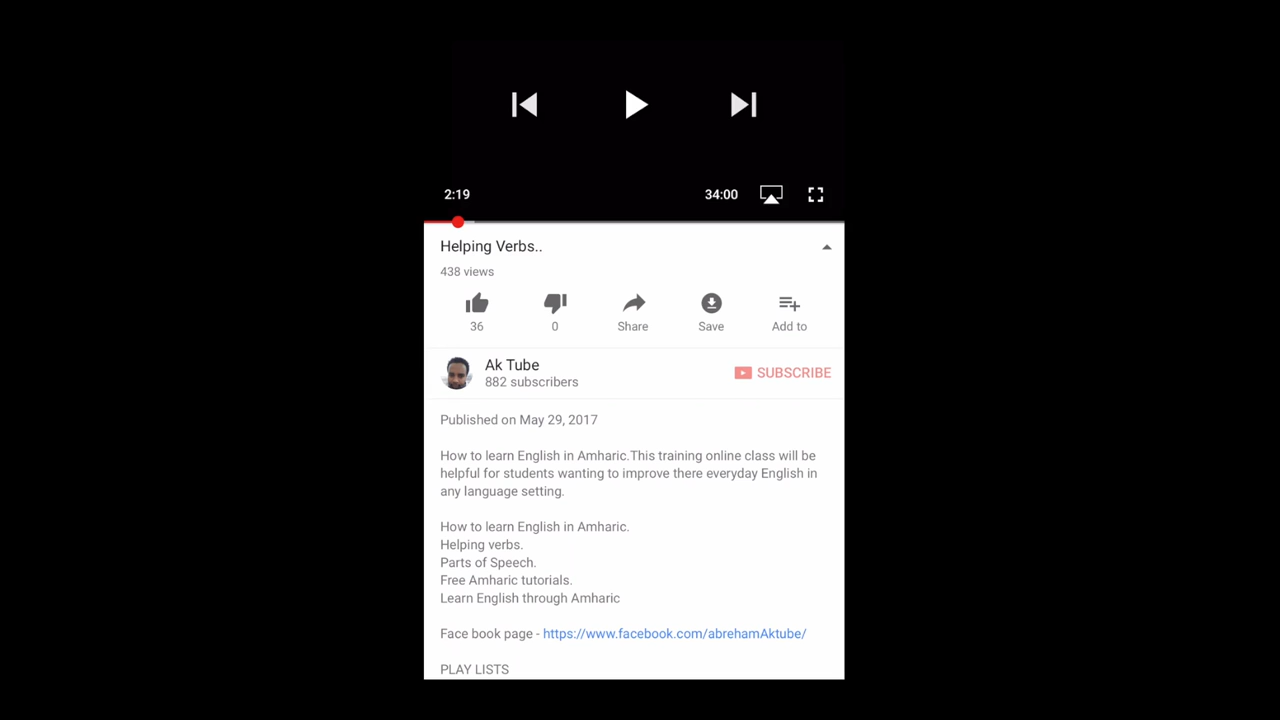 2:19 34:00
Helping Verbs..
438 views
36 0 Share Save Add to
Ak Tube
882 subscribers
SUBSCRIBE
Published on May 29, 2017
How to learn English in Amharic.This training online class will be
helpful for students wanting to improve there everyday English in
any language setting.
How to learn English in Amharic.
Helping verbs.
Parts of Speech.
Free Amharic tutorials.
Learn English through Amharic
Face book page - https://www.facebook.com/abrehamAktube/
PLAY LISTS